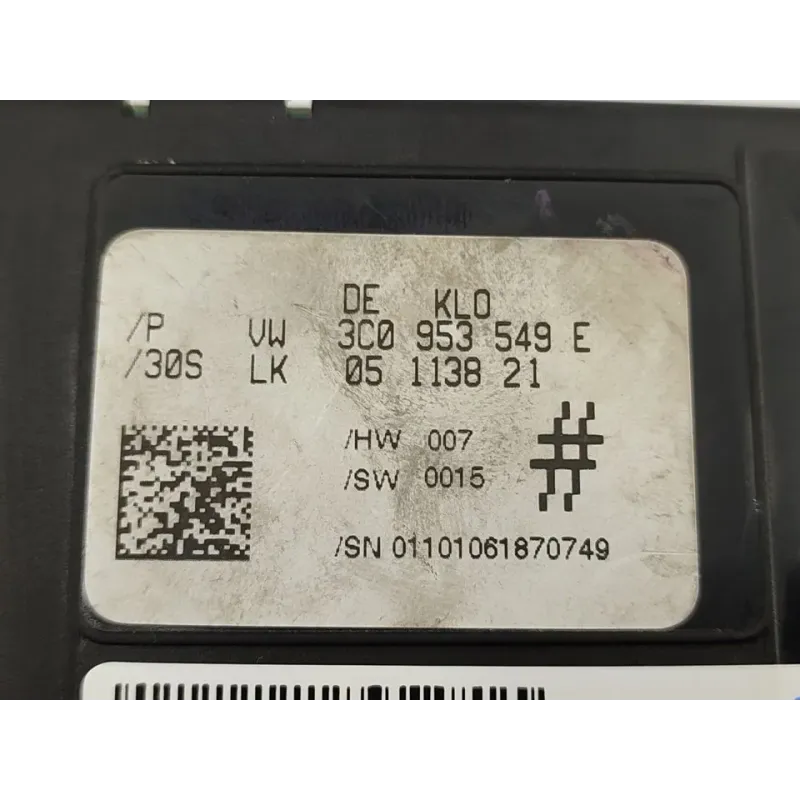 DE KLO
/P VW 3C0 953 549 E
/30S LK 05 1138 21
/HW 007
/SW 0015
#
/SN 01101061870749